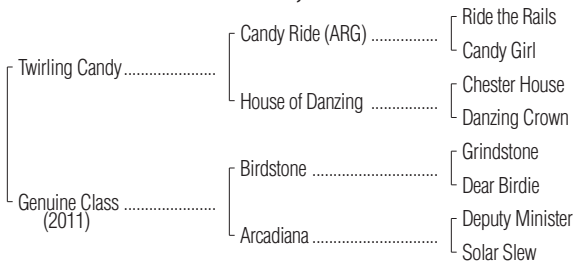 Ride the Rails
Candy Ride (ARG) ..................
Candy Girl
Twirling Candy........................
Chester House
House of Danzing ..................
Danzing Crown
Grindstone
Birdstone ................................
Dear Birdie
Genuine Class ........................
(2011)
Deputy Minister
Arcadiana ................................
Solar Slew